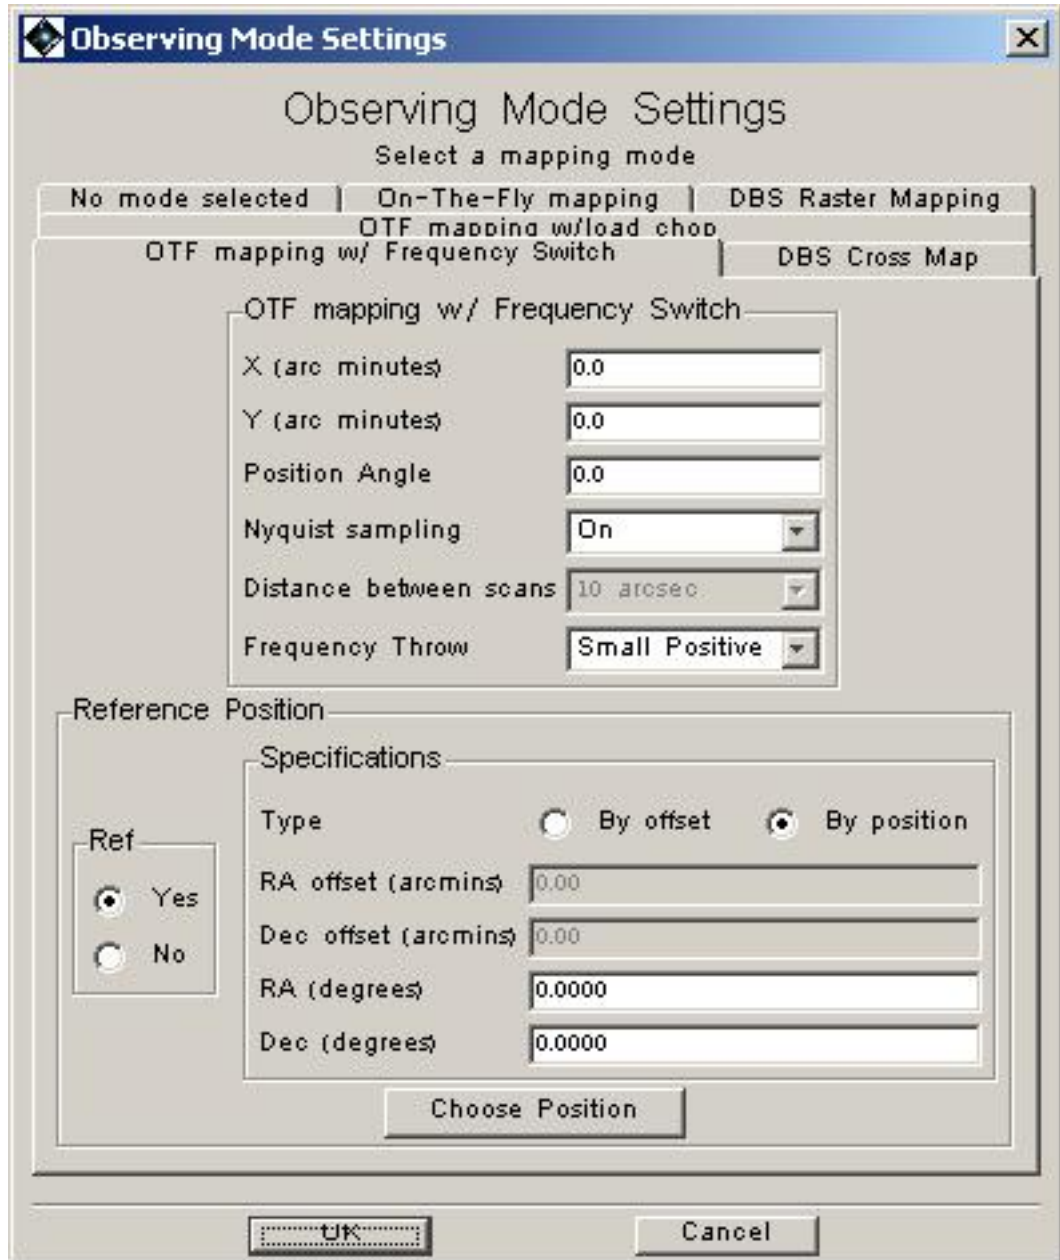 Observing Mode Settings
Observing Mode Settings
Select a mapping mode
No mode selected
On-The-Fly mapping
DBS Raster Mapping
OTF mapping w/load chop
OTF mapping w/ Frequency Switch
DBS Cross Map
OTF mapping w/ Frequency Switch
X (arc minutes) 0.0
Y (arc minutes) 0.0
Position Angle 0.0
Nyquist sampling On
Distance between scans 10 arcsec
Frequency Throw Small Positive
Reference Position
Specifications
Type By offset By position
Ref
Yes
No
RA offset (arcmins) 0.00
Dec offset (arcmins) 0.00
RA (degrees) 0.0000
Dec (degrees) 0.0000
Choose Position
OK Cancel